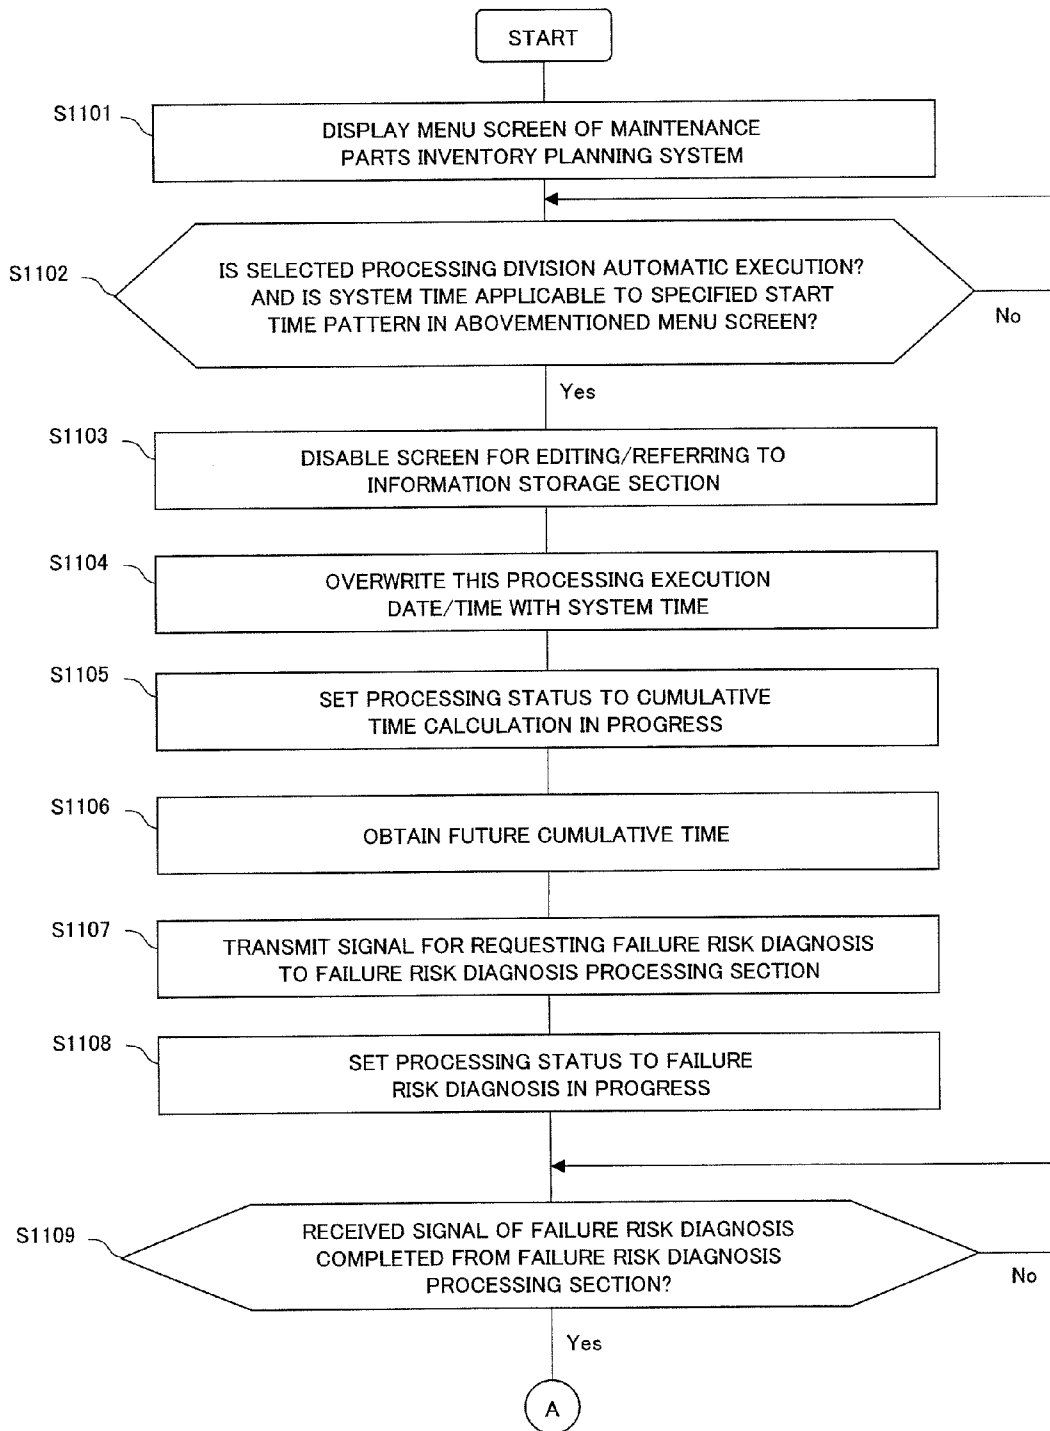 START
S1101
DISPLAY MENU SCREEN OF MAINTENANCE
PARTS INVENTORY PLANNING SYSTEM
S1102
IS SELECTED PROCESSING DIVISION AUTOMATIC EXECUTION?
AND IS SYSTEM TIME APPLICABLE TO SPECIFIED START
TIME PATTERN IN ABOVEMENTIONED MENU SCREEN?
No
Yes
S1103
DISABLE SCREEN FOR EDITING/REFERRING TO
INFORMATION STORAGE SECTION
S1104
OVERWRITE THIS PROCESSING EXECUTION
DATE/TIME WITH SYSTEM TIME
S1105
SET PROCESSING STATUS TO CUMULATIVE
TIME CALCULATION IN PROGRESS
S1106
OBTAIN FUTURE CUMULATIVE TIME
S1107
TRANSMIT SIGNAL FOR REQUESTING FAILURE RISK DIAGNOSIS
TO FAILURE RISK DIAGNOSIS PROCESSING SECTION
S1108
SET PROCESSING STATUS TO FAILURE
RISK DIAGNOSIS IN PROGRESS
S1109
RECEIVED SIGNAL OF FAILURE RISK DIAGNOSIS
COMPLETED FROM FAILURE RISK DIAGNOSIS
PROCESSING SECTION?
No
Yes
A